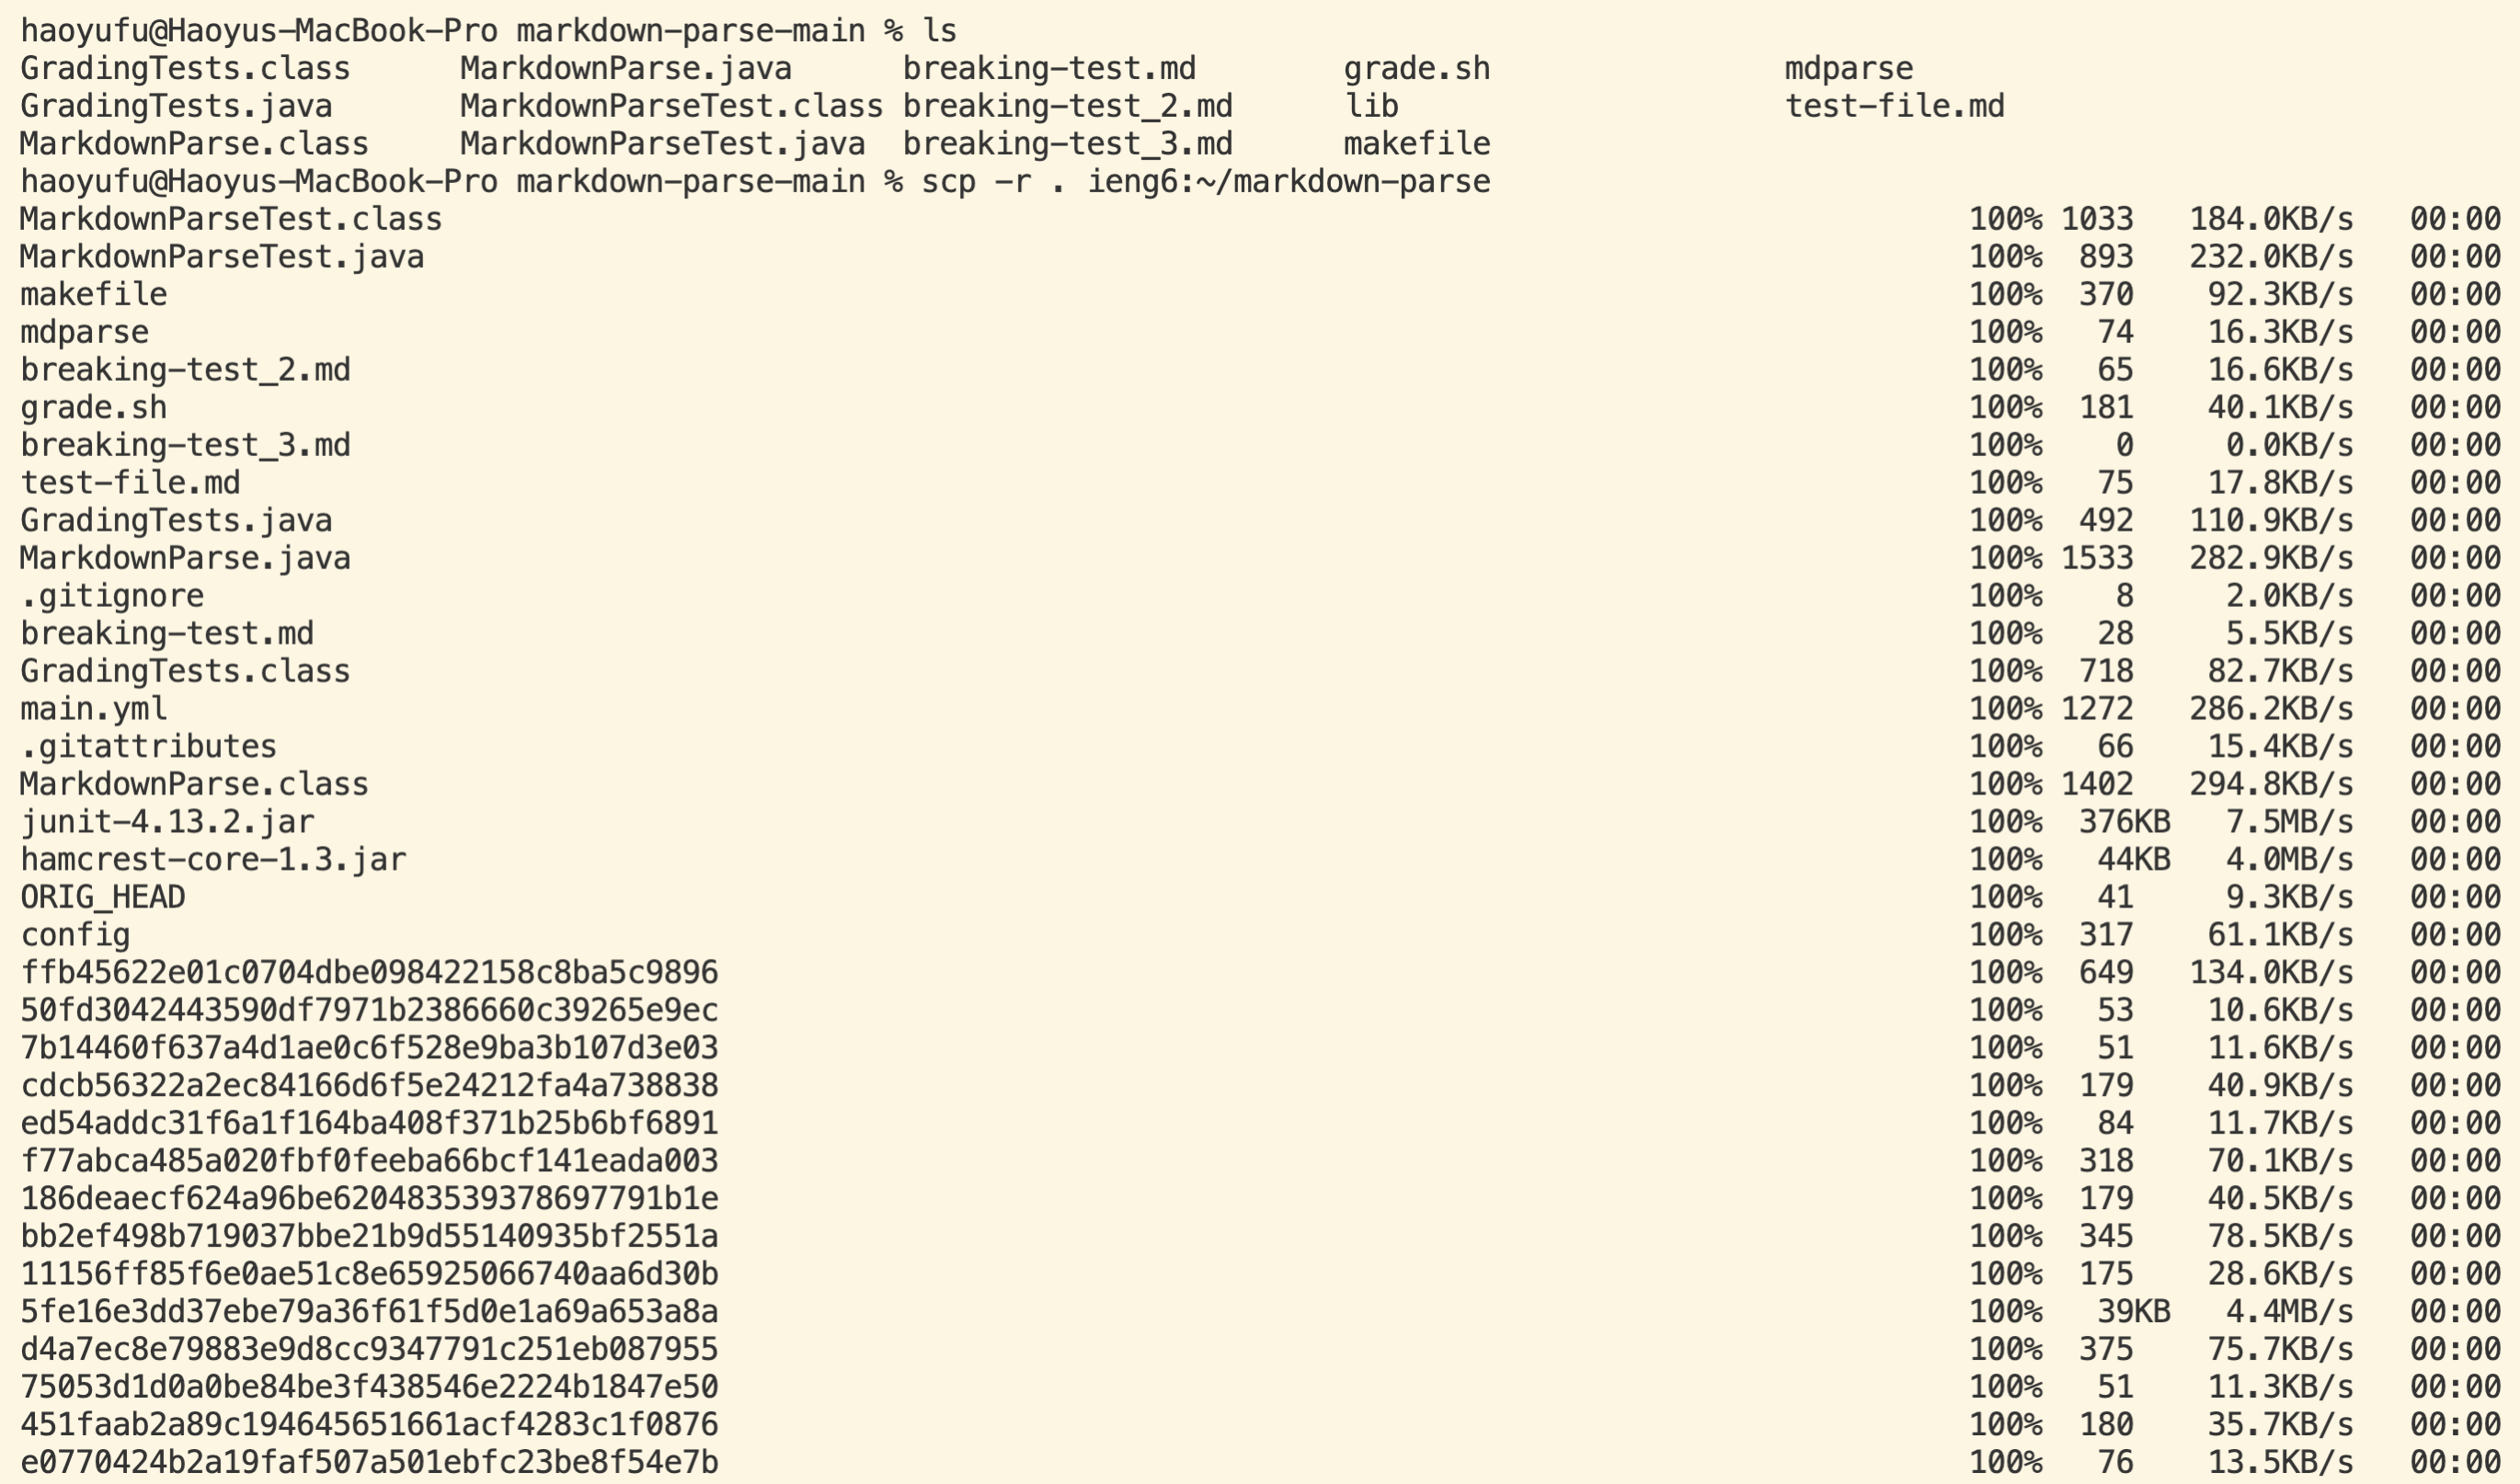 haoyufu@Haoyus-MacBook-Pro markdown-parse-main % ls
GradingTests.class MarkdownParse.java breaking-test.md grade.sh mdparse
GradingTests.java MarkdownParseTest.class breaking-test_2.md lib test-file.md
MarkdownParse.class MarkdownParseTest.java breaking-test_3.md makefile
haoyufu@Haoyus-MacBook-Pro markdown-parse-main % scp -r . ieng6:~/markdown-parse
MarkdownParseTest.class 100% 1033 184.0KB/s 00:00
MarkdownParseTest.java 100% 893 232.0KB/s 00:00
makefile 100% 370 92.3KB/s 00:00
mdparse 100% 74 16.3KB/s 00:00
breaking-test_2.md 100% 65 16.6KB/s 00:00
grade.sh 100% 181 40.1KB/s 00:00
breaking-test_3.md 100% 0 0.0KB/s 00:00
test-file.md 100% 75 17.8KB/s 00:00
GradingTests.java 100% 492 110.9KB/s 00:00
MarkdownParse.java 100% 1533 282.9KB/s 00:00
.gitignore 100% 8 2.0KB/s 00:00
breaking-test.md 100% 28 5.5KB/s 00:00
GradingTests.class 100% 718 82.7KB/s 00:00
main.yml 100% 1272 286.2KB/s 00:00
.gitattributes 100% 66 15.4KB/s 00:00
MarkdownParse.class 100% 1402 294.8KB/s 00:00
junit-4.13.2.jar 100% 376KB 7.5MB/s 00:00
hamcrest-core-1.3.jar 100% 44KB 4.0MB/s 00:00
ORIG_HEAD 100% 41 9.3KB/s 00:00
config 100% 317 61.1KB/s 00:00
ffb45622e01c0704dbe098422158c8ba5c9896 100% 649 134.0KB/s 00:00
50fd3042443590df7971b2386660c39265e9ec 100% 53 10.6KB/s 00:00
7b14460f637a4d1ae0c6f528e9ba3b107d3e03 100% 51 11.6KB/s 00:00
cdcb56322a2ec84166d6f5e24212fa4a738838 100% 179 40.9KB/s 00:00
ed54addc31f6a1f164ba408f371b25b6bf6891 100% 84 11.7KB/s 00:00
f77abca485a020fbf0feeba66bcf141eada003 100% 318 70.1KB/s 00:00
186deaecf624a96be620483539378697791b1e 100% 179 40.5KB/s 00:00
bb2ef498b719037bbe21b9d55140935bf2551a 100% 345 78.5KB/s 00:00
11156ff85f6e0ae51c8e65925066740aa6d30b 100% 175 28.6KB/s 00:00
5fe16e3dd37ebe79a36f61f5d0e1a69a653a8a 100% 39KB 4.4MB/s 00:00
d4a7ec8e79883e9d8cc9347791c251eb087955 100% 375 75.7KB/s 00:00
75053d1d0a0be84be3f438546e2224b1847e50 100% 51 11.3KB/s 00:00
451faab2a89c194645651661acf4283c1f0876 100% 180 35.7KB/s 00:00
e0770424b2a19faf507a501ebfc23be8f54e7b 100% 76 13.5KB/s 00:00